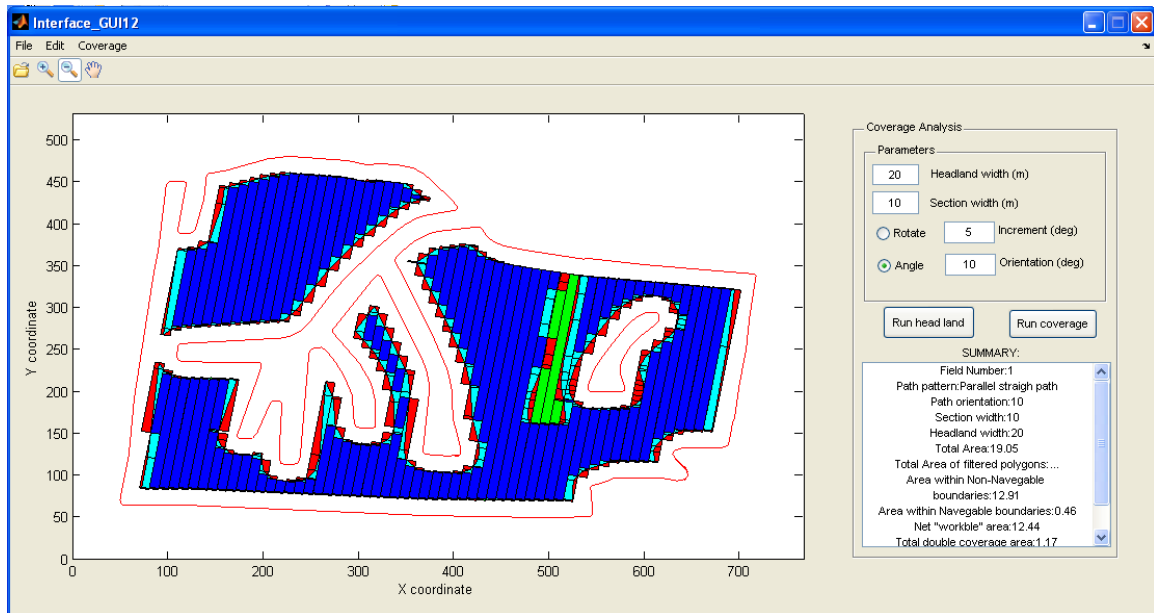 Interface_GUI12
File Edit Coverage
Coverage Analysis
Parameters
20 Headland width (m)
10 Section width (m)
Rotate 5 Increment (deg)
Angle 10 Orientation (deg)
Run head land Run coverage
SUMMARY:
Field Number:1
Path pattern:Parallel straigh path
Path orientation:10
Section width:10
Headland width:20
Total Area:19.05
Total Area of filtered polygons:...
Area within Non-Navegable
boundaries:12.91
Area within Navegable boundaries:0.46
Net "workble" area:12.44
Total double coverage area:1.17
Y coordinate
500
450
400
350
300
250
200
150
100
50
0
0 100 200 300 400 500 600 700
X coordinate